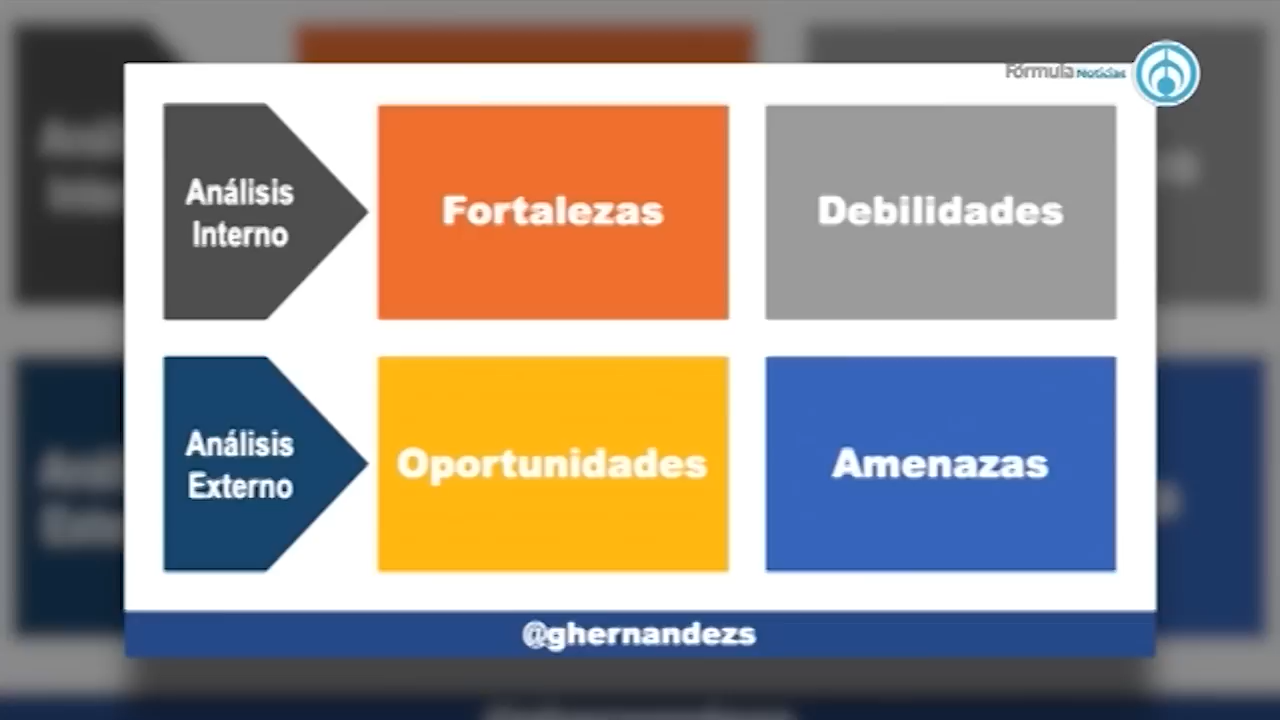 Fórmula Noticias
Análisis
Interno
Fortalezas
Debilidades
Análisis
Externo
Oportunidades
Amenazas
@ghernandezs